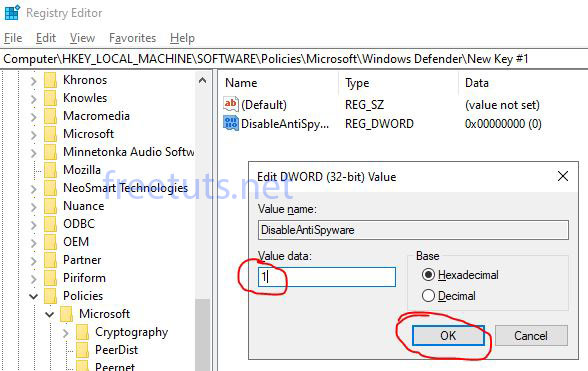 Registry Editor
File Edit View Favorites Help
Computer\HKEY_LOCAL_MACHINE\SOFTWARE\Policies\Microsoft\Windows Defender\New Key #1
Khronos
Knowles
Macromedia
Microsoft
Minnetonka Audio Softw
Mozilla
NeoSmart Technologies
Nuance
ODBC
OEM
Partner
Piriform
Policies
Microsoft
Cryptography
PeerDist
Peernet
Name Type Data
ab (Default) REG_SZ (value not set)
DisableAntiSpy... REG_DWORD 0x00000000 (0)
freetuts.net
Edit DWORD (32-bit) Value
Value name:
DisableAntiSpyware
Value data:
1
Base
Hexadecimal
Decimal
OK Cancel